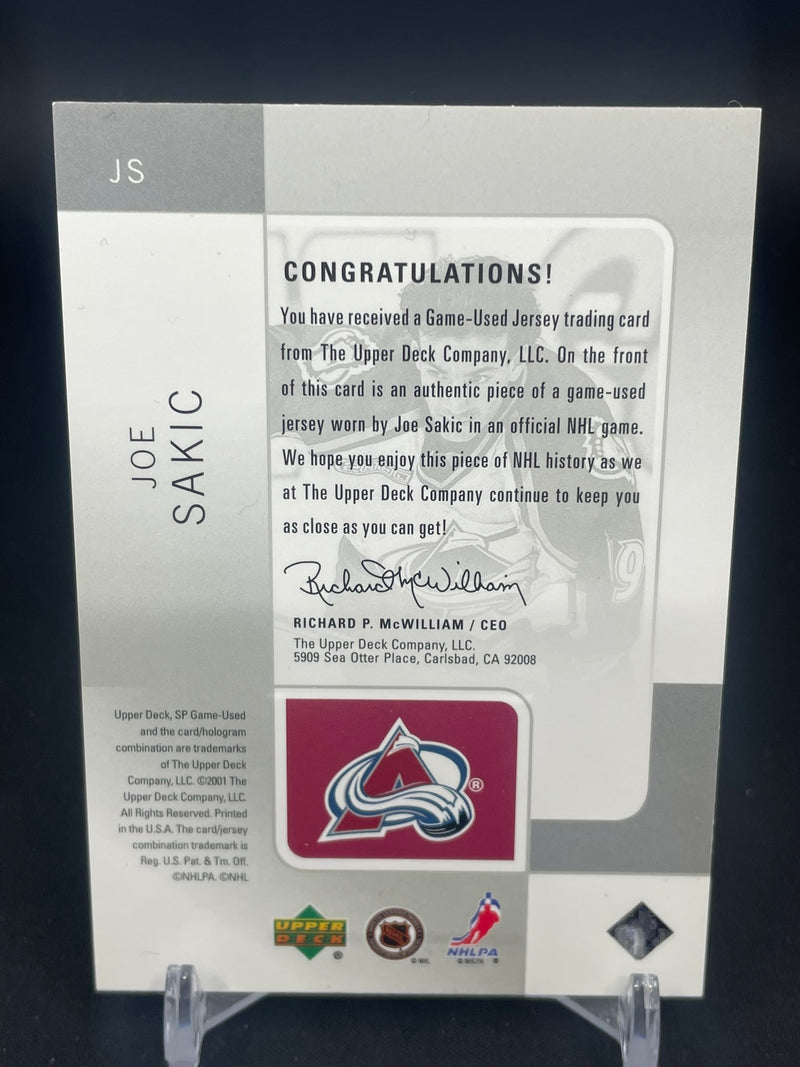 JS
JOE
SAKIC
CONGRATULATIONS!
You have received a Game-Used Jersey trading card
from The Upper Deck Company, LLC. On the front
of this card is an authentic piece of a game-used
jersey worn by Joe Sakic in an official NHL game.
We hope you enjoy this piece of NHL history as we
at The Upper Deck Company continue to keep you
as close as you can get!
Richard McWilliam
RICHARD P. McWILLIAM / CEO
The Upper Deck Company, LLC.
5909 Sea Otter Place, Carlsbad, CA 92008
Upper Deck, SP Game-Used
and the card/hologram
combination are trademarks
of The Upper Deck
Company, LLC. ©2001 The
Upper Deck Company, LLC.
All Rights Reserved. Printed
in the U.S.A. The card/jersey
combination trademark is
Reg. U.S. Pat. & Tm. Off.
©NHLPA. ©NHL
A ®
UPPER
DECK ®
NHL
© NHL
NHLPA